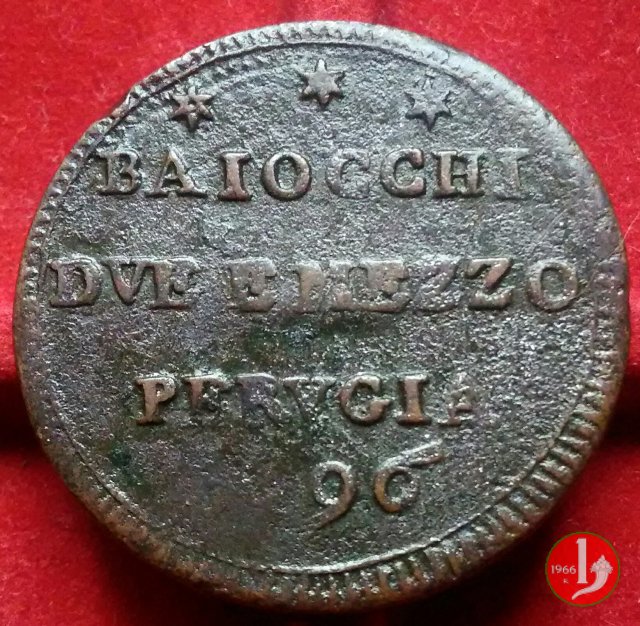 BAIOCCHI
DVE E MEZZO
PERVGIA
96
1966
R